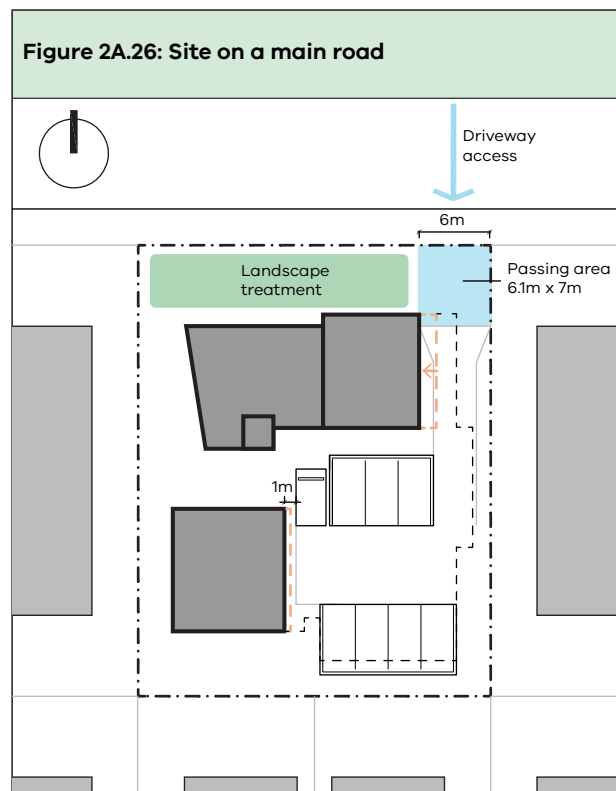 Figure 2A.26: Site on a main road
Driveway
access
6m
Landscape
treatment
Passing area
6.1m x 7m
1m